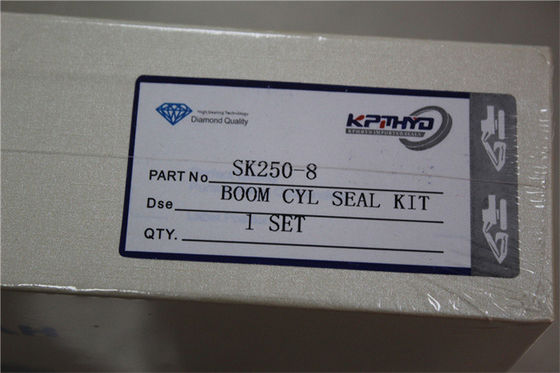 High Sealing Technology
Diamond Quality
KPTHYD
PART No. SK250-8
Dse BOOM CYL SEAL KIT
QTY. 1 SET